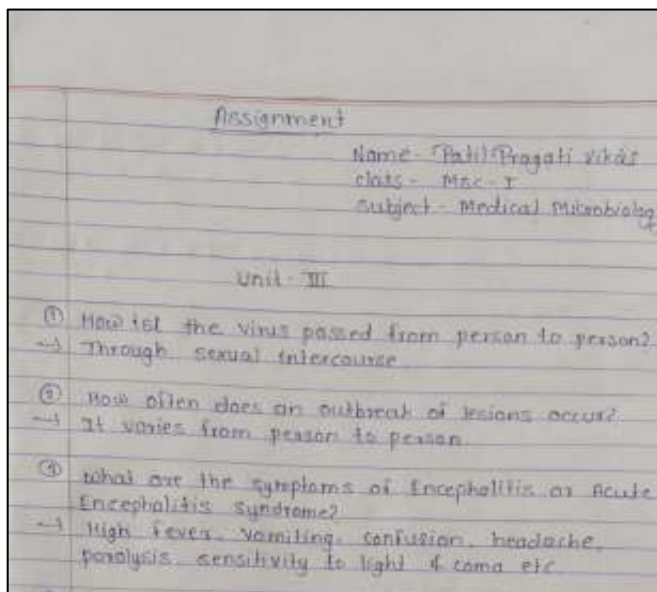 Assignment
Name - (Patil) Pragati Vikas
Class - Msc - I
Subject - Medical Microbiology
Unit - III
① How is the virus passed from person to person?
→ Through sexual intercourse
② How often does an outbreak of lesions occur?
→ It varies from person to person
③ What are the symptoms of Encephalitis or Acute
Encephalitis syndrome?
→ High fever, vomiting, confusion, headache,
paralysis, sensitivity to light & coma etc.